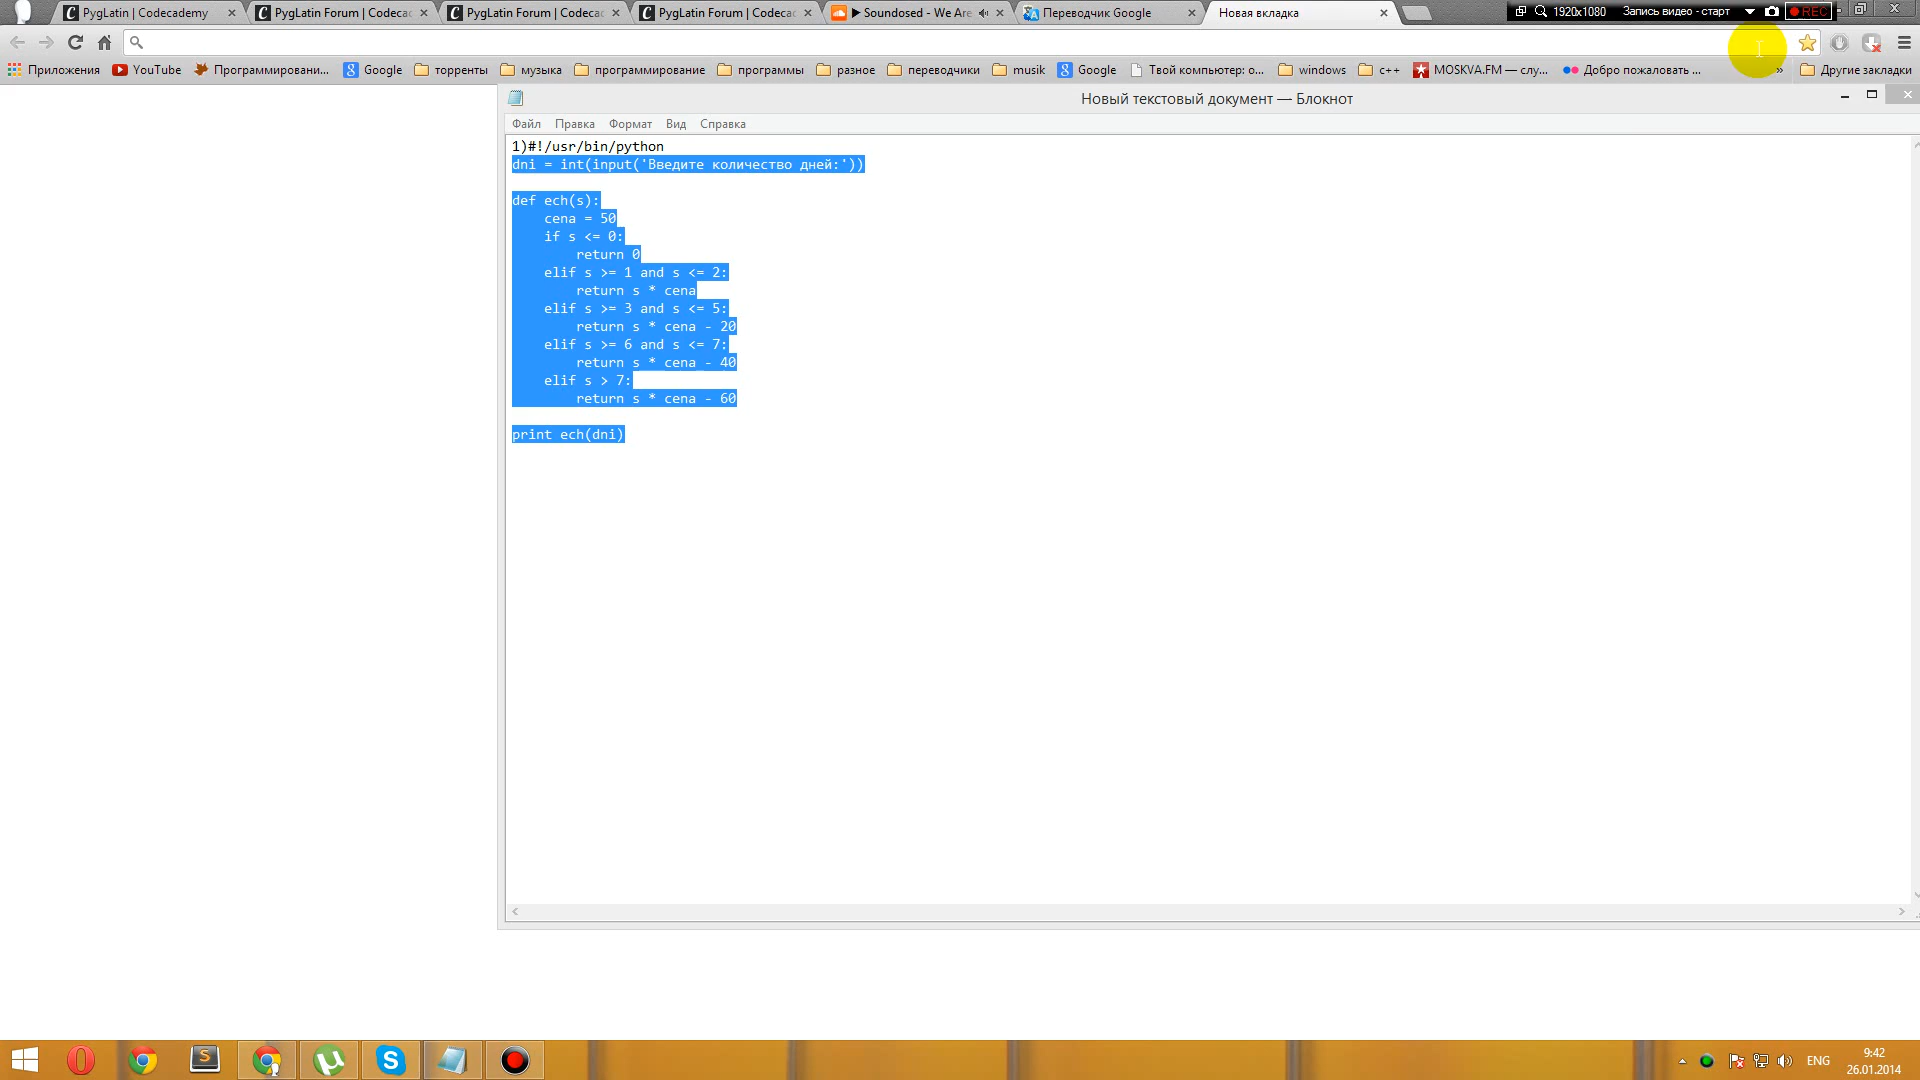 PygLatin | Codecademy
PygLatin Forum | Codecac
PygLatin Forum | Codecac
PygLatin Forum | Codecac
▶ Soundosed - We Are
Переводчик Google
Новая вкладка
1920x1080
Запись видео - старт
REC
Приложения
YouTube
Программировани...
Google
торренты
музыка
программирование
программы
разное
переводчики
musik
Google
Твой компьютер: о...
windows
c++
MOSKVA.FM — слу...
Добро пожаловать ...
»
Другие закладки
Новый текстовый документ — Блокнот
Файл Правка Формат Вид Справка
1)#!/usr/bin/python
dni = int(input('Введите количество дней:'))
def ech(s):
    cena = 50
    if s <= 0:
        return 0
    elif s >= 1 and s <= 2:
        return s * cena
    elif s >= 3 and s <= 5:
        return s * cena - 20
    elif s >= 6 and s <= 7:
        return s * cena - 40
    elif s > 7:
        return s * cena - 60
print ech(dni)
ENG
9:42
26.01.2014